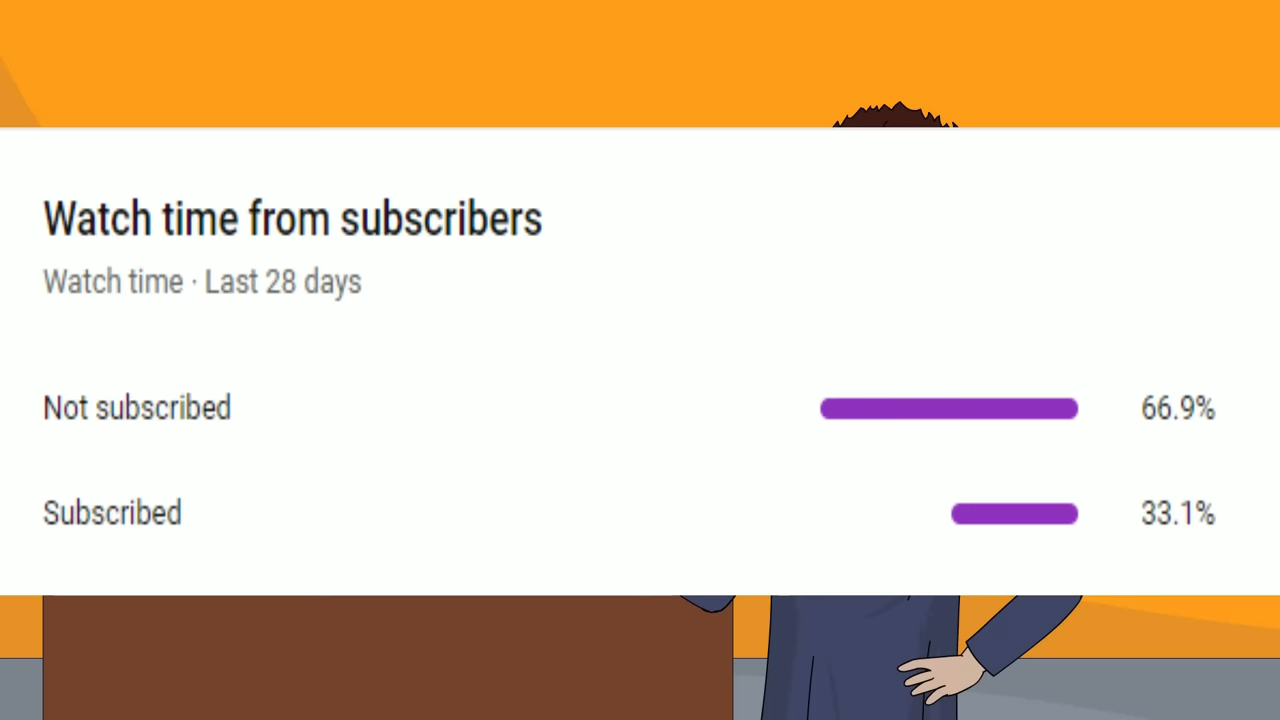 Watch time from subscribers
Watch time · Last 28 days
Not subscribed 66.9%
Subscribed 33.1%